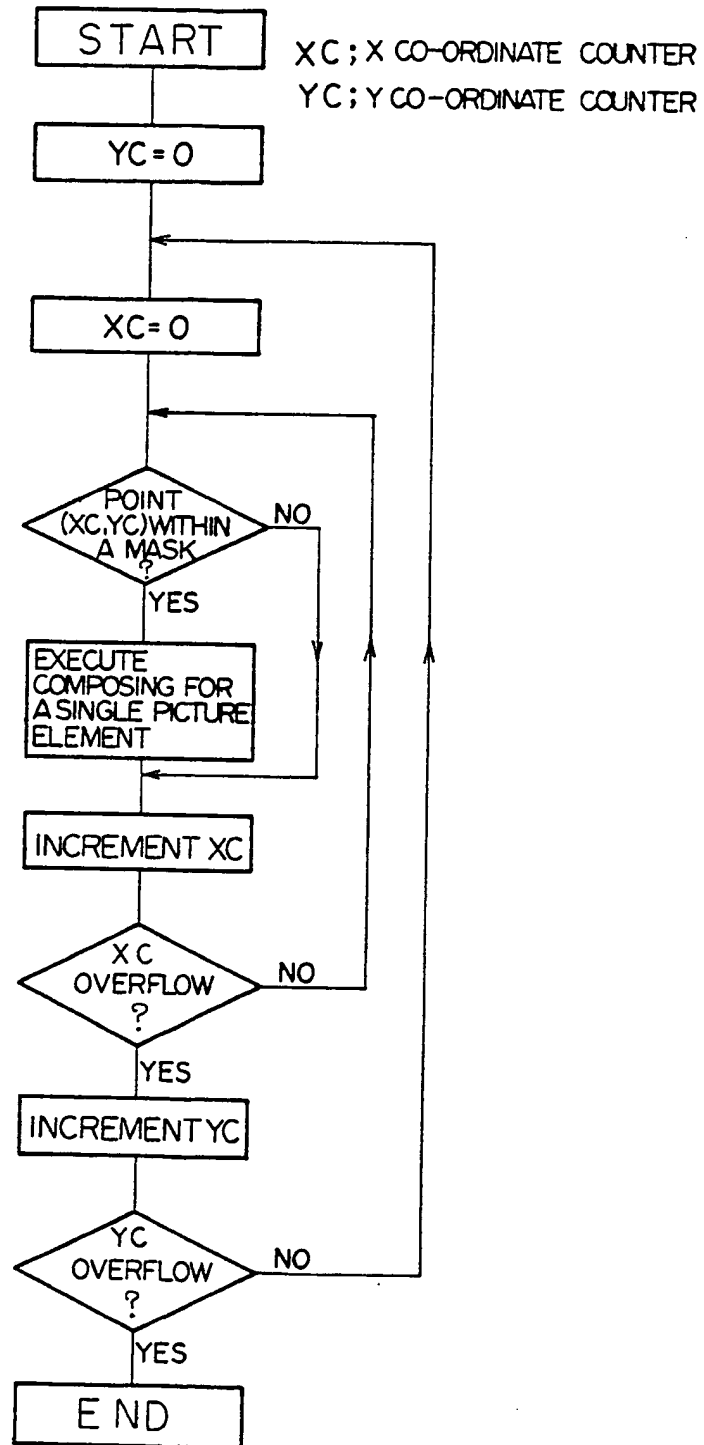 START
XC; X CO-ORDINATE COUNTER
YC; Y CO-ORDINATE COUNTER
YC=0
XC=0
POINT
(XC,YC)WITHIN
A MASK
?
NO
YES
EXECUTE
COMPOSING FOR
A SINGLE PICTURE
ELEMENT
INCREMENT XC
XC
OVERFLOW
?
NO
YES
INCREMENT YC
YC
OVERFLOW
?
NO
YES
END